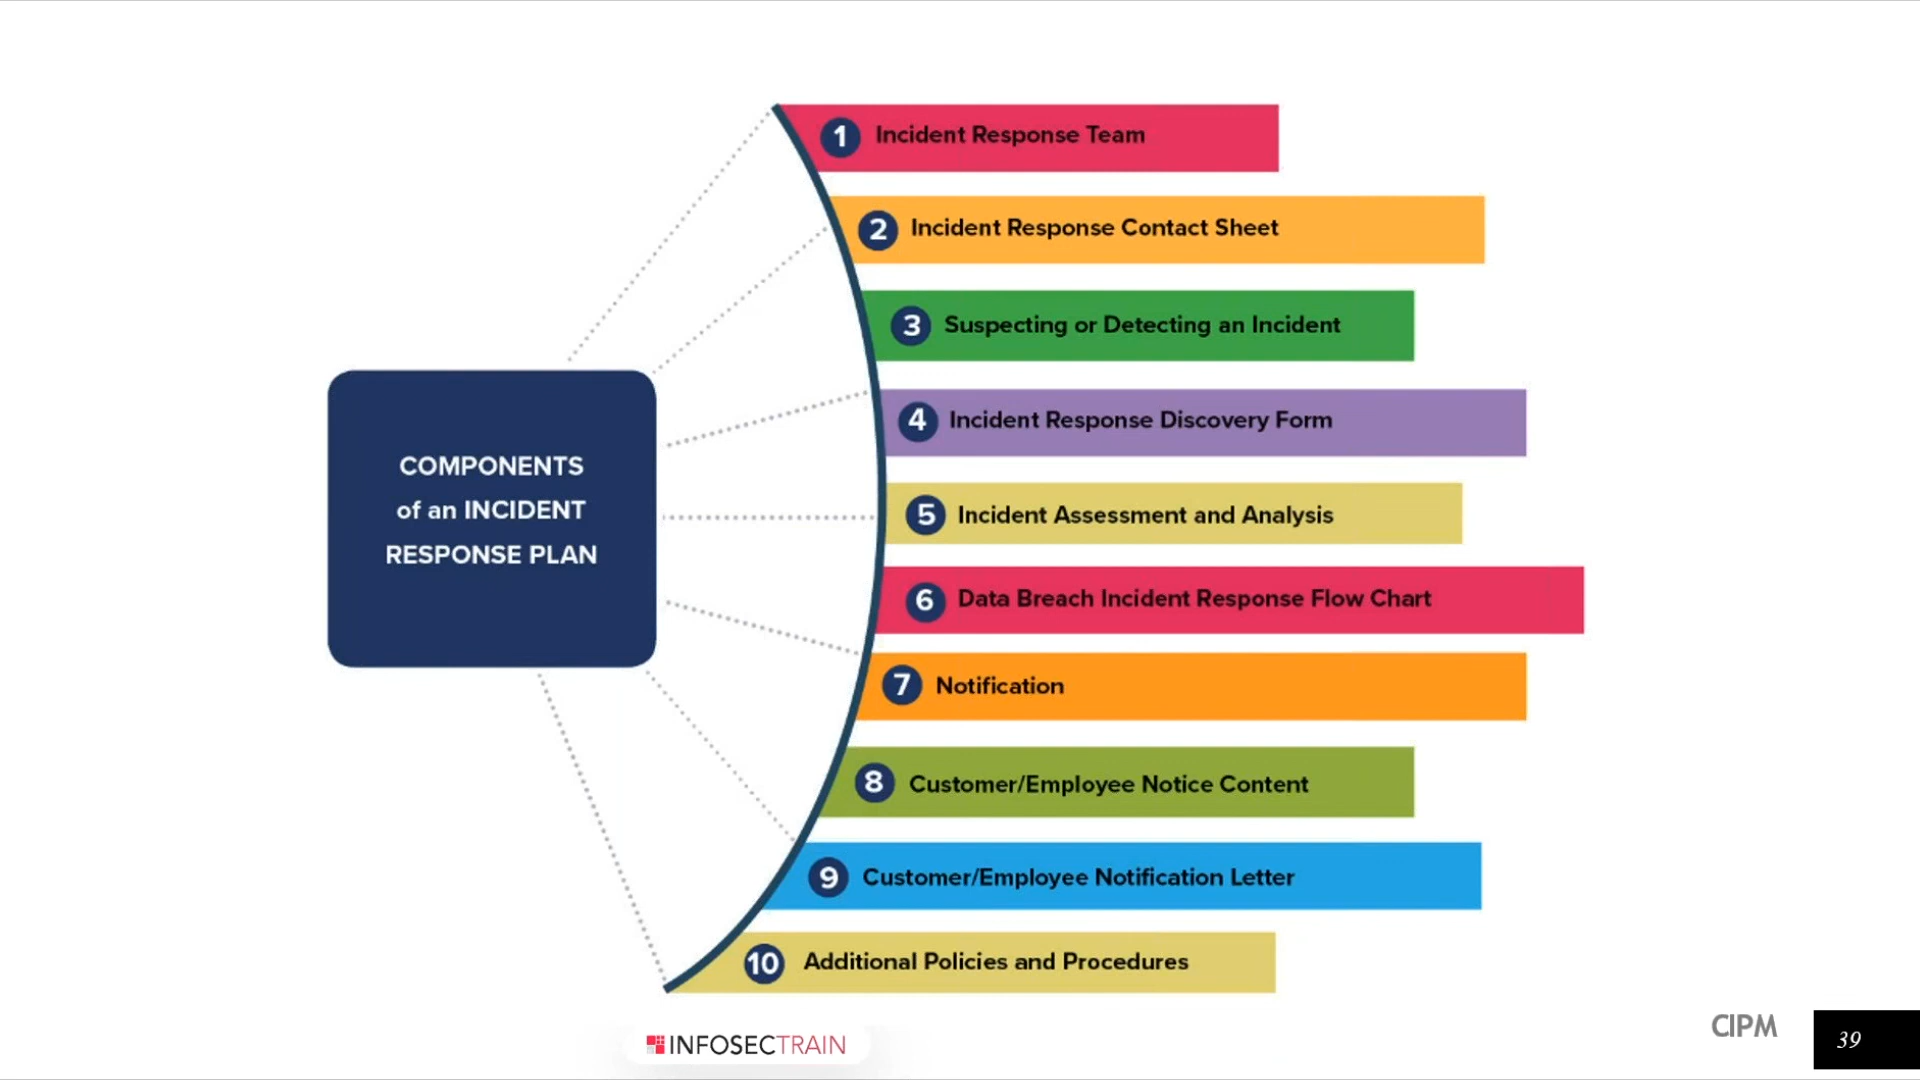 COMPONENTS
of an INCIDENT
RESPONSE PLAN
1 Incident Response Team
2 Incident Response Contact Sheet
3 Suspecting or Detecting an Incident
4 Incident Response Discovery Form
5 Incident Assessment and Analysis
6 Data Breach Incident Response Flow Chart
7 Notification
8 Customer/Employee Notice Content
9 Customer/Employee Notification Letter
10 Additional Policies and Procedures
INFOSECTRAIN
CIPM
39